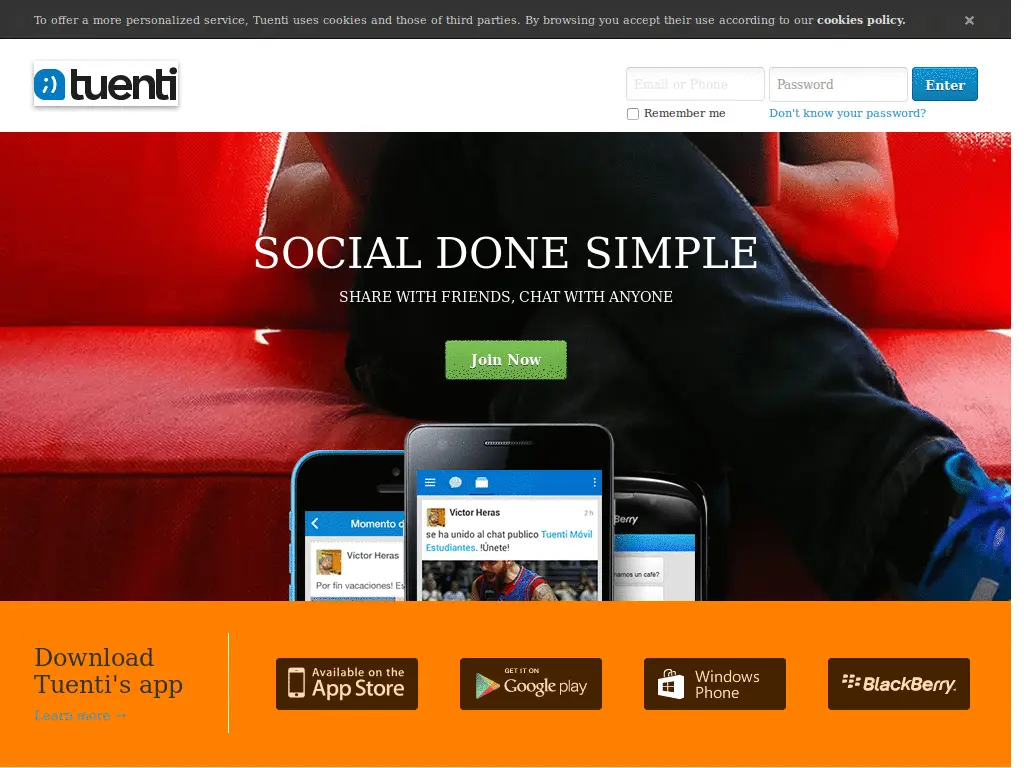 To offer a more personalized service, Tuenti uses cookies and those of third parties. By browsing you accept their use according to our cookies policy. ×
;) tuenti
Email or Phone
Password
Enter
Remember me
Don't know your password?
SOCIAL DONE SIMPLE
SHARE WITH FRIENDS, CHAT WITH ANYONE
Join Now
Momento d
Víctor Heras
Por fin vacaciones! Es
Víctor Heras
2 h
se ha unido al chat publico Tuenti Móvil
Estudiantes. !Únete!
Berry
amos un café?
Download
Tuenti's app
Learn more →
Available on the
App Store
GET IT ON
Google play
Windows
Phone
BlackBerry.